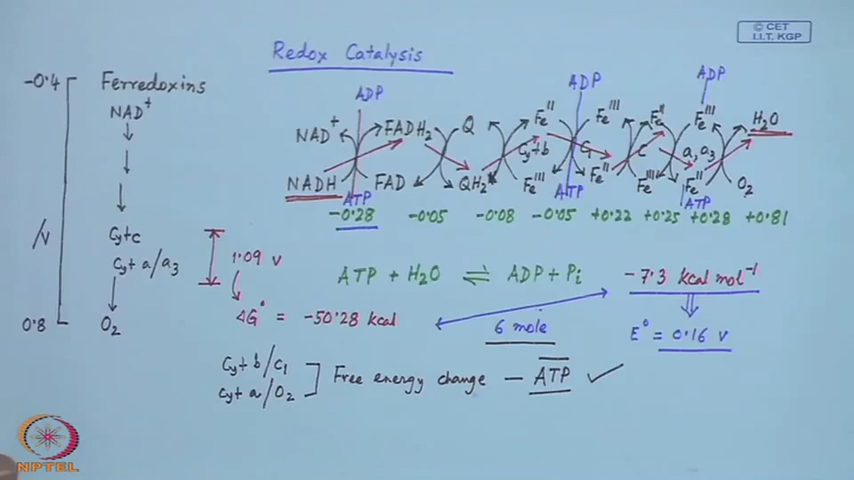 © CET
I.I.T. KGP
Redox Catalysis
-0.4 Ferredoxins
NAD+
Cyt c
Cyt a/a3
0.8 O2
V
1.09 V
ADP ADP ADP
NAD+ FADH2 Q FeII FeIII FeII FeIII H2O
Cyt b C1 C a, a3
NADH FAD QH2 FeIII FeII FeIII FeII O2
ATP ATP ATP
-0.28 -0.05 -0.08 -0.05 +0.22 +0.25 +0.28 +0.81
ATP + H2O ⇌ ADP + Pi -7.3 kcal mol-1
ΔG° = -50.28 kcal 6 mole E° = 0.16 V
Cyt b/C1
Cyt a/O2
Free energy change — ATP ✓
NPTEL